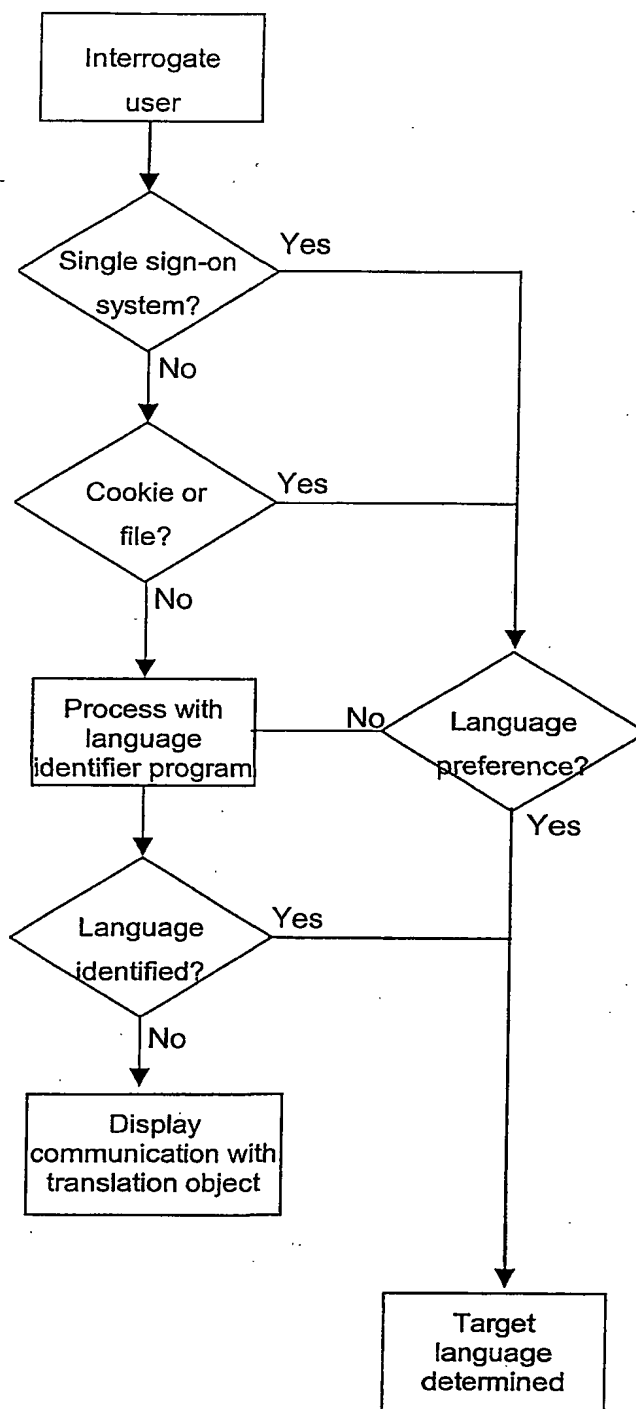 Interrogate
user
Single sign-on
system?
Yes
No
Cookie or
file?
Yes
No
Process with
language
identifier program
No
Language
preference?
Yes
Language
identified?
Yes
No
Display
communication with
translation object
Target
language
determined